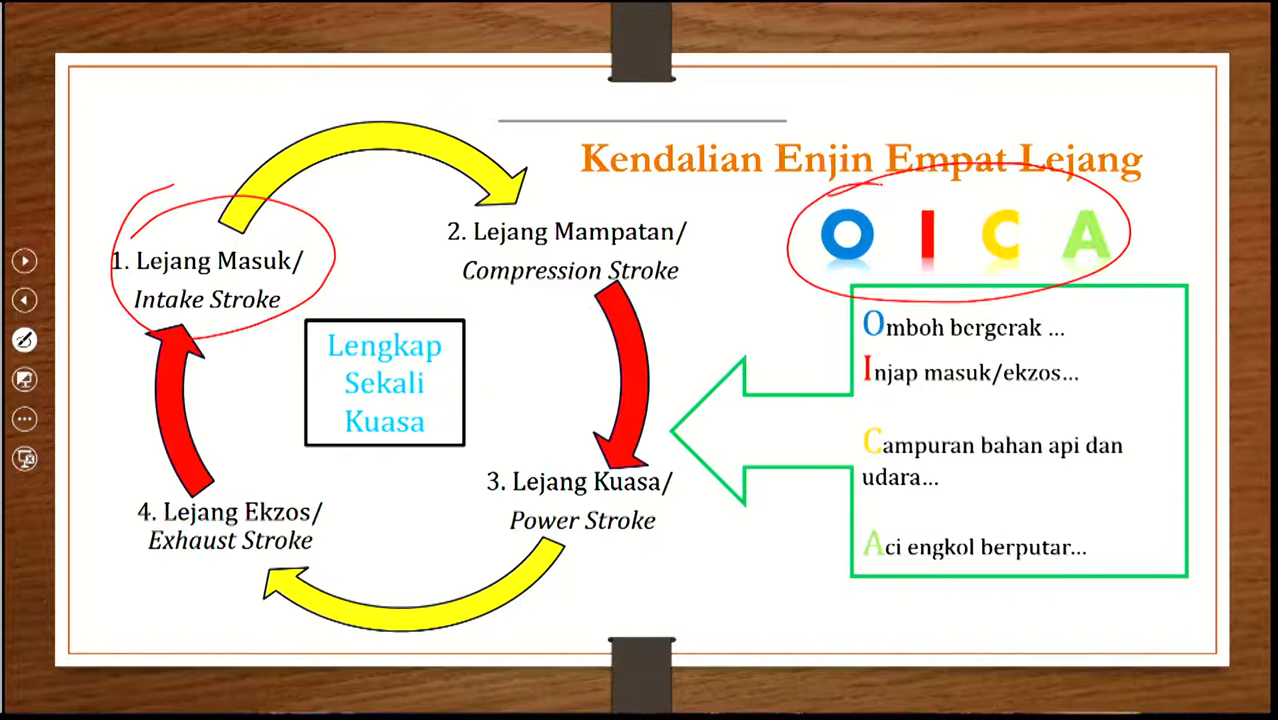 Kendalian Enjin Empat Lejang
O I C A
1. Lejang Masuk/
Intake Stroke
2. Lejang Mampatan/
Compression Stroke
3. Lejang Kuasa/
Power Stroke
4. Lejang Ekzos/
Exhaust Stroke
Lengkap
Sekali
Kuasa
Omboh bergerak ...
Injap masuk/ekzos...
Campuran bahan api dan
udara...
Aci engkol berputar...